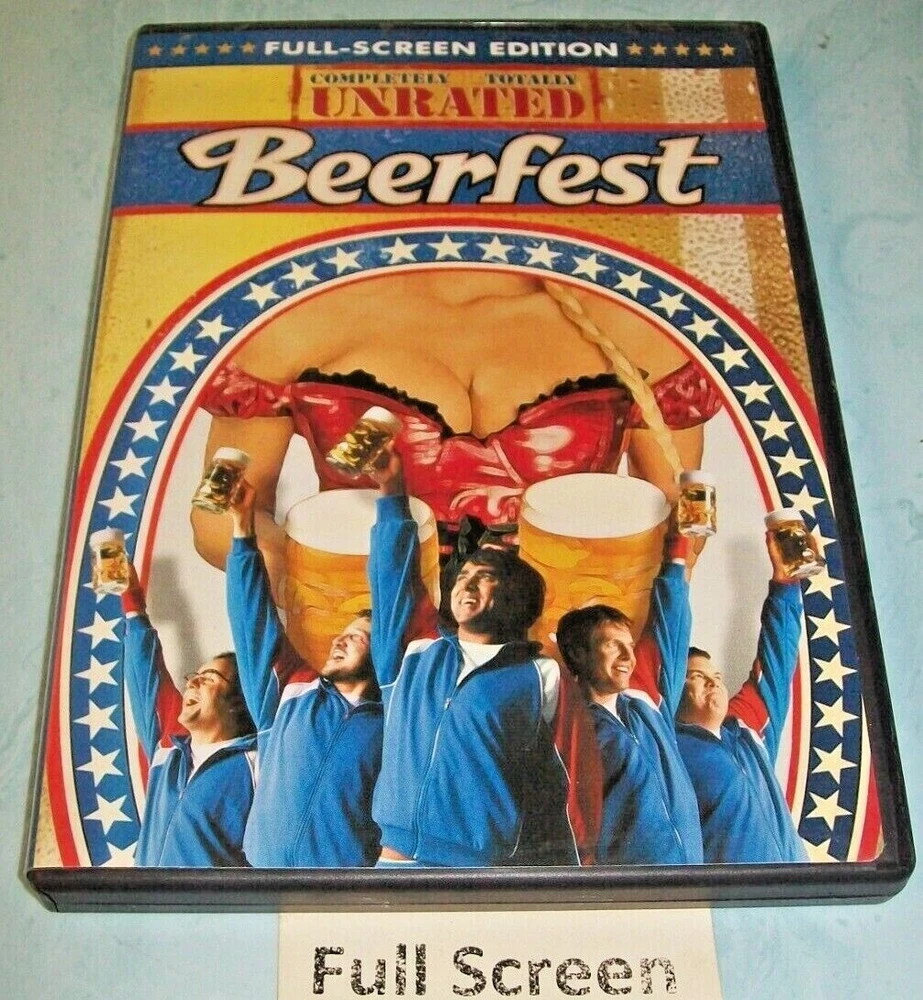 FULL-SCREEN EDITION
COMPLETELY TOTALLY
UNRATED
Beerfest
Full Screen